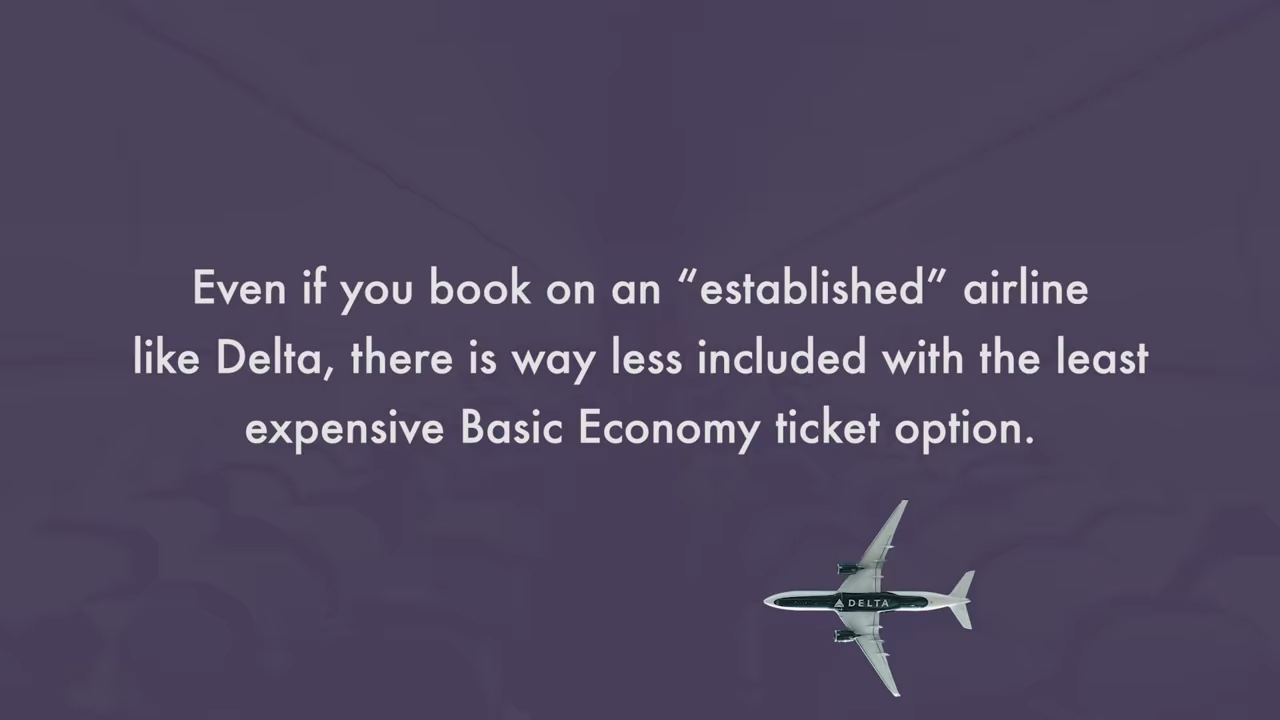 Even if you book on an “established” airline
like Delta, there is way less included with the least
expensive Basic Economy ticket option.
DELTA